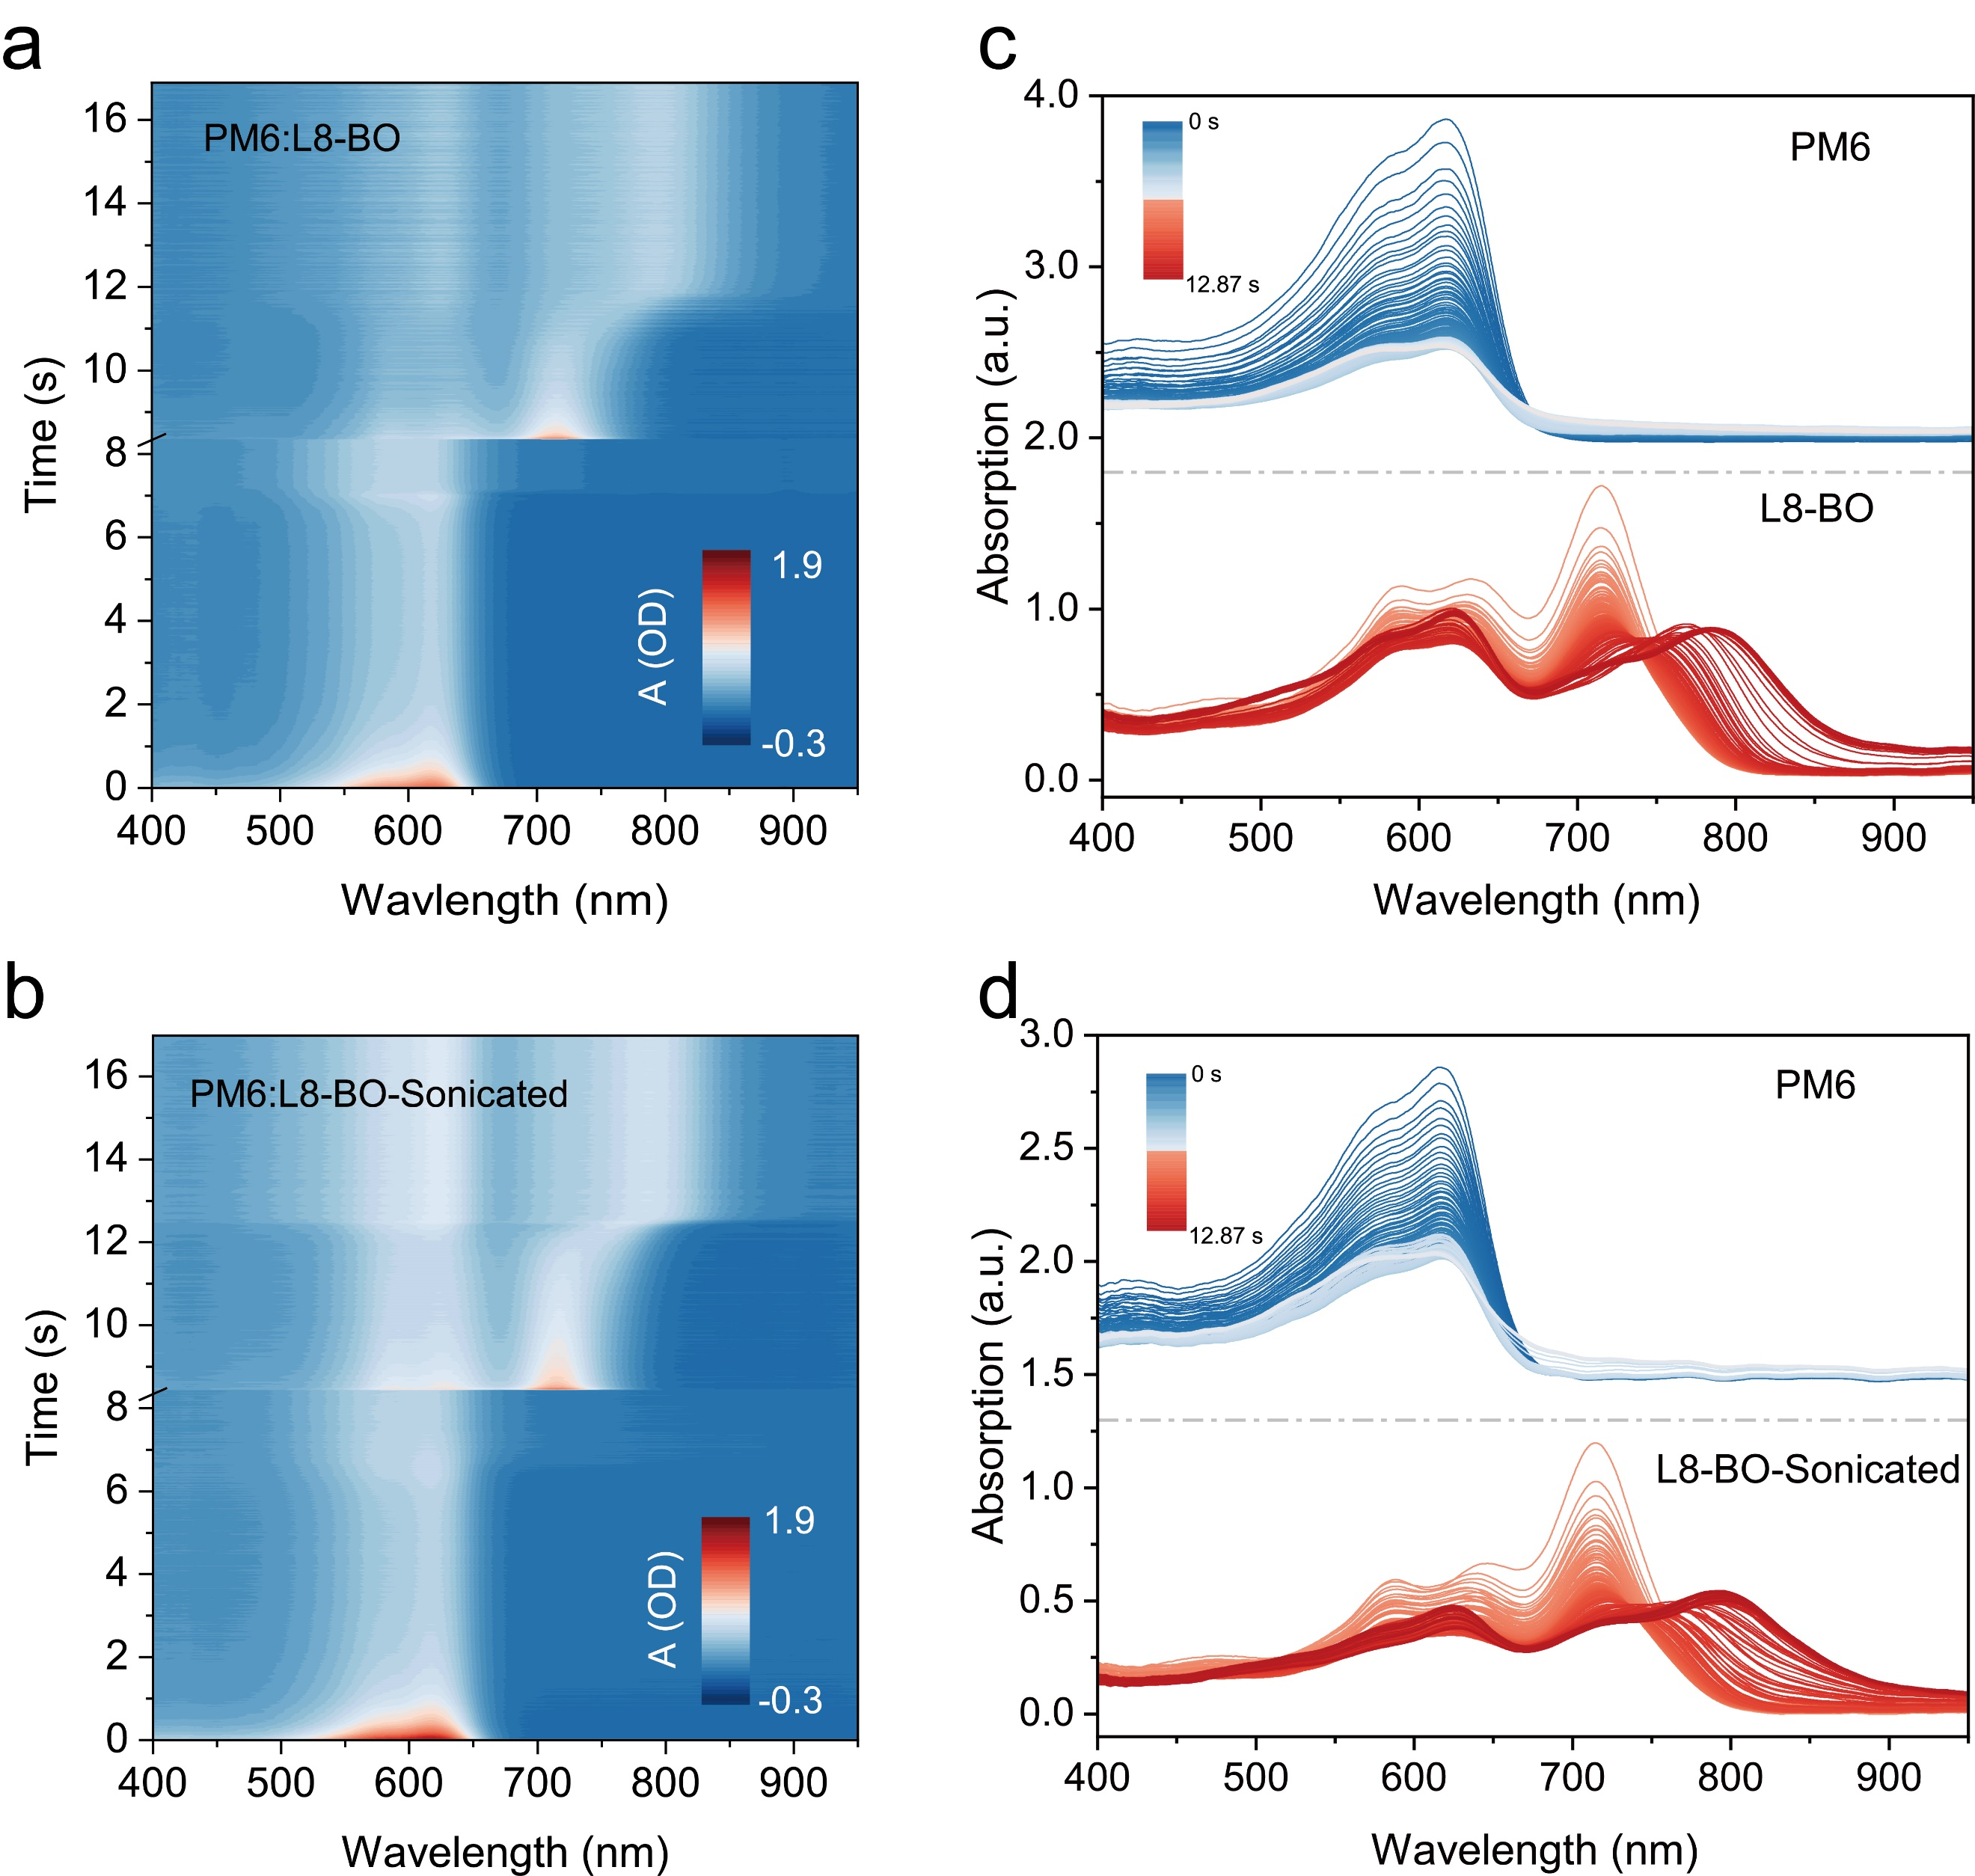 a
PM6:L8-BO
16
14
12
10
8
6
4
2
0
Time (s)
1.9
A (OD)
-0.3
400 500 600 700 800 900
Wavlength (nm)
c
4.0
3.0
2.0
1.0
0.0
Absorption (a.u.)
0 s
12.87 s
PM6
L8-BO
400 500 600 700 800 900
Wavelength (nm)
b
PM6:L8-BO-Sonicated
16
14
12
10
8
6
4
2
0
Time (s)
1.9
A (OD)
-0.3
400 500 600 700 800 900
Wavelength (nm)
d
3.0
2.5
2.0
1.5
1.0
0.5
0.0
Absorption (a.u.)
0 s
12.87 s
PM6
L8-BO-Sonicated
400 500 600 700 800 900
Wavelength (nm)